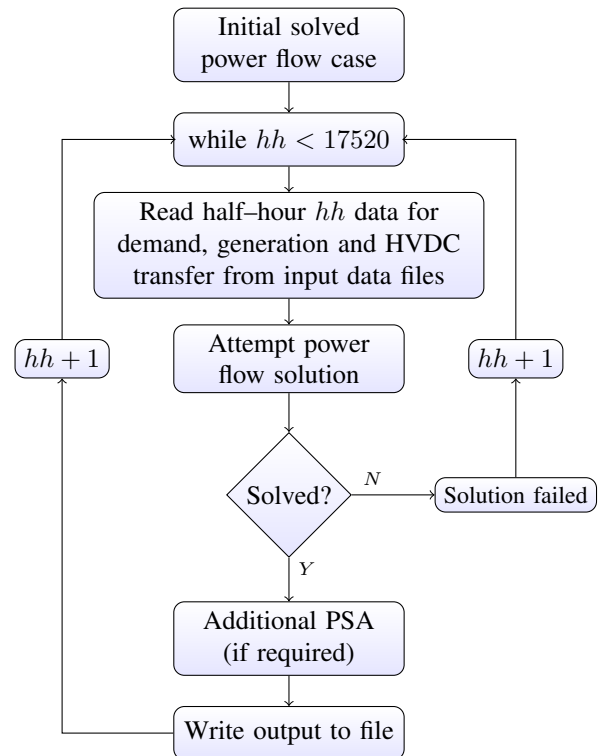 Initial solved
power flow case
while hh < 17520
Read half–hour hh data for
demand, generation and HVDC
transfer from input data files
Attempt power
flow solution
hh + 1
hh + 1
Solved?
N
Solution failed
Y
Additional PSA
(if required)
Write output to file